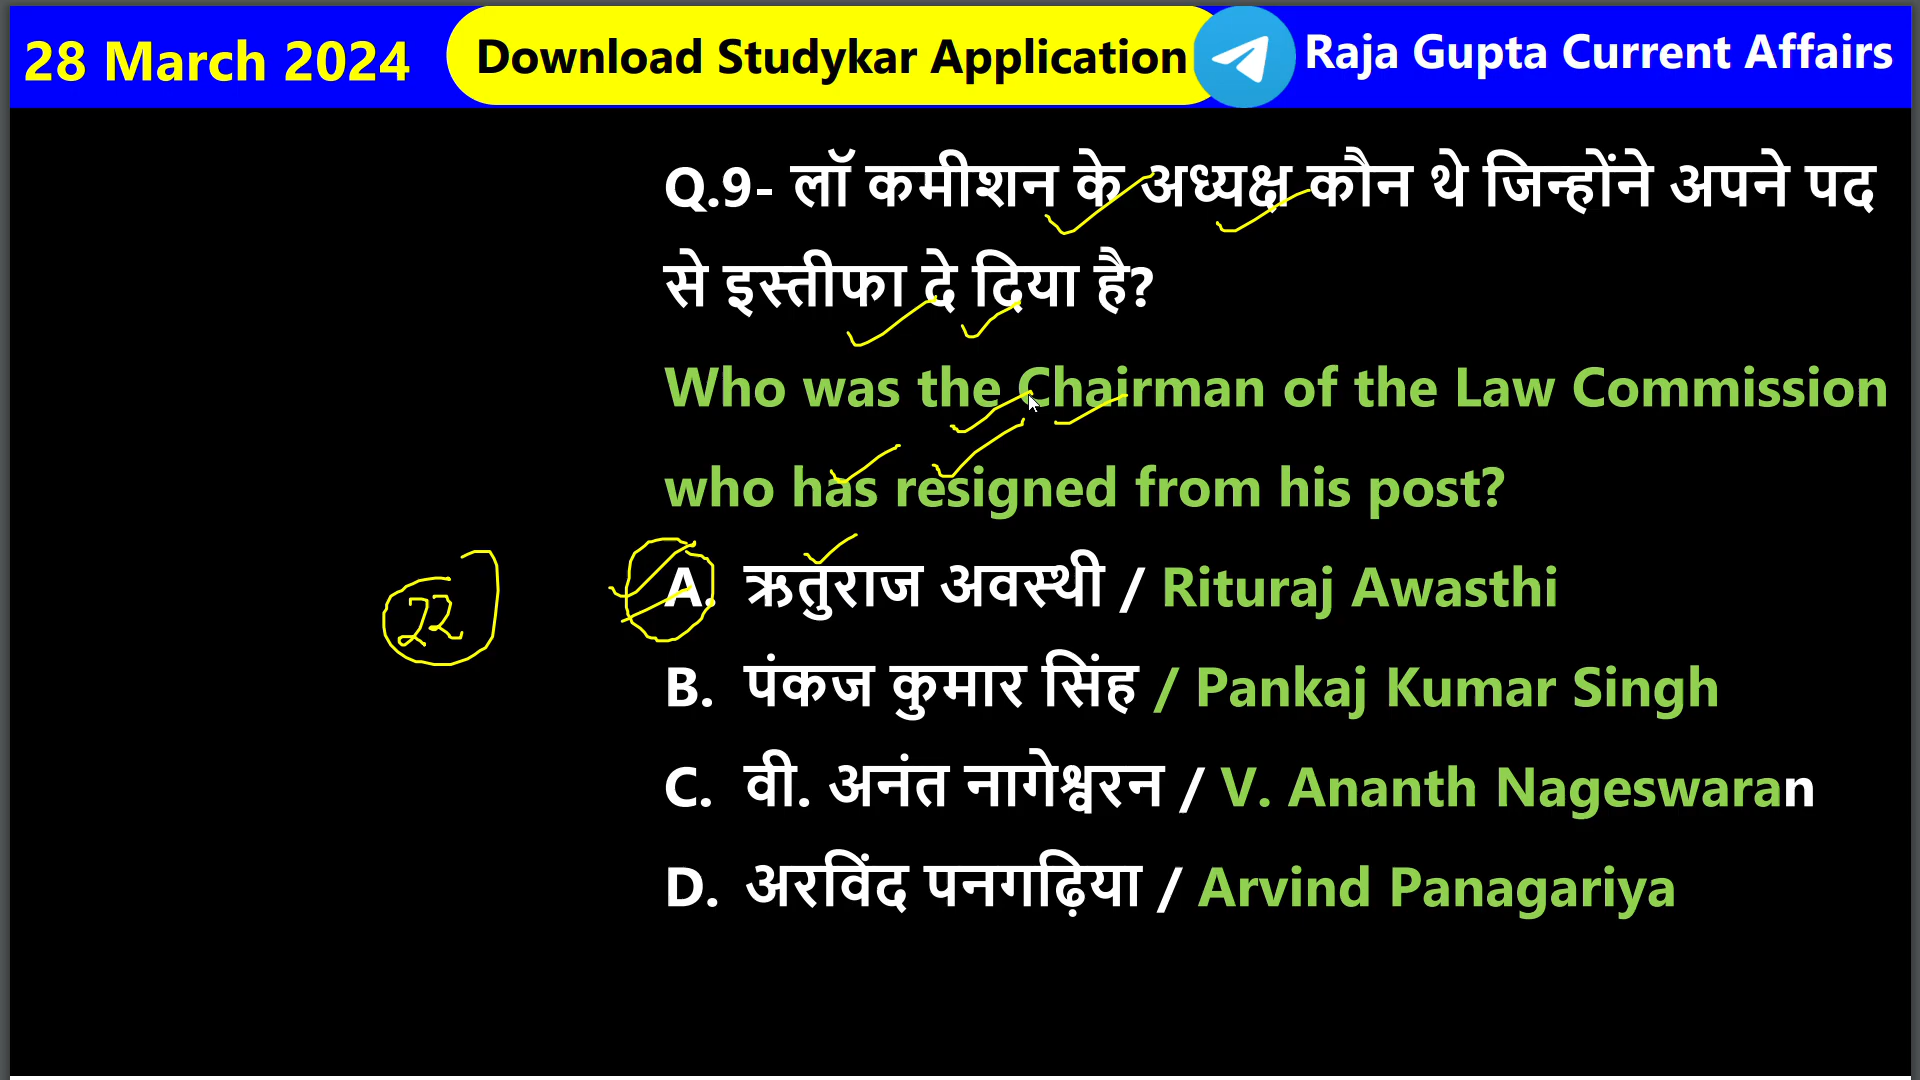 28 March 2024 Download Studykar Application Raja Gupta Current Affairs
Q.9- लॉ कमीशन के अध्यक्ष कौन थे जिन्होंने अपने पद
से इस्तीफा दे दिया है?
Who was the Chairman of the Law Commission
who has resigned from his post?
A. ऋतुराज अवस्थी / Rituraj Awasthi
22
B. पंकज कुमार सिंह / Pankaj Kumar Singh
C. वी. अनंत नागेश्वरन / V. Ananth Nageswaran
D. अरविंद पनगढ़िया / Arvind Panagariya